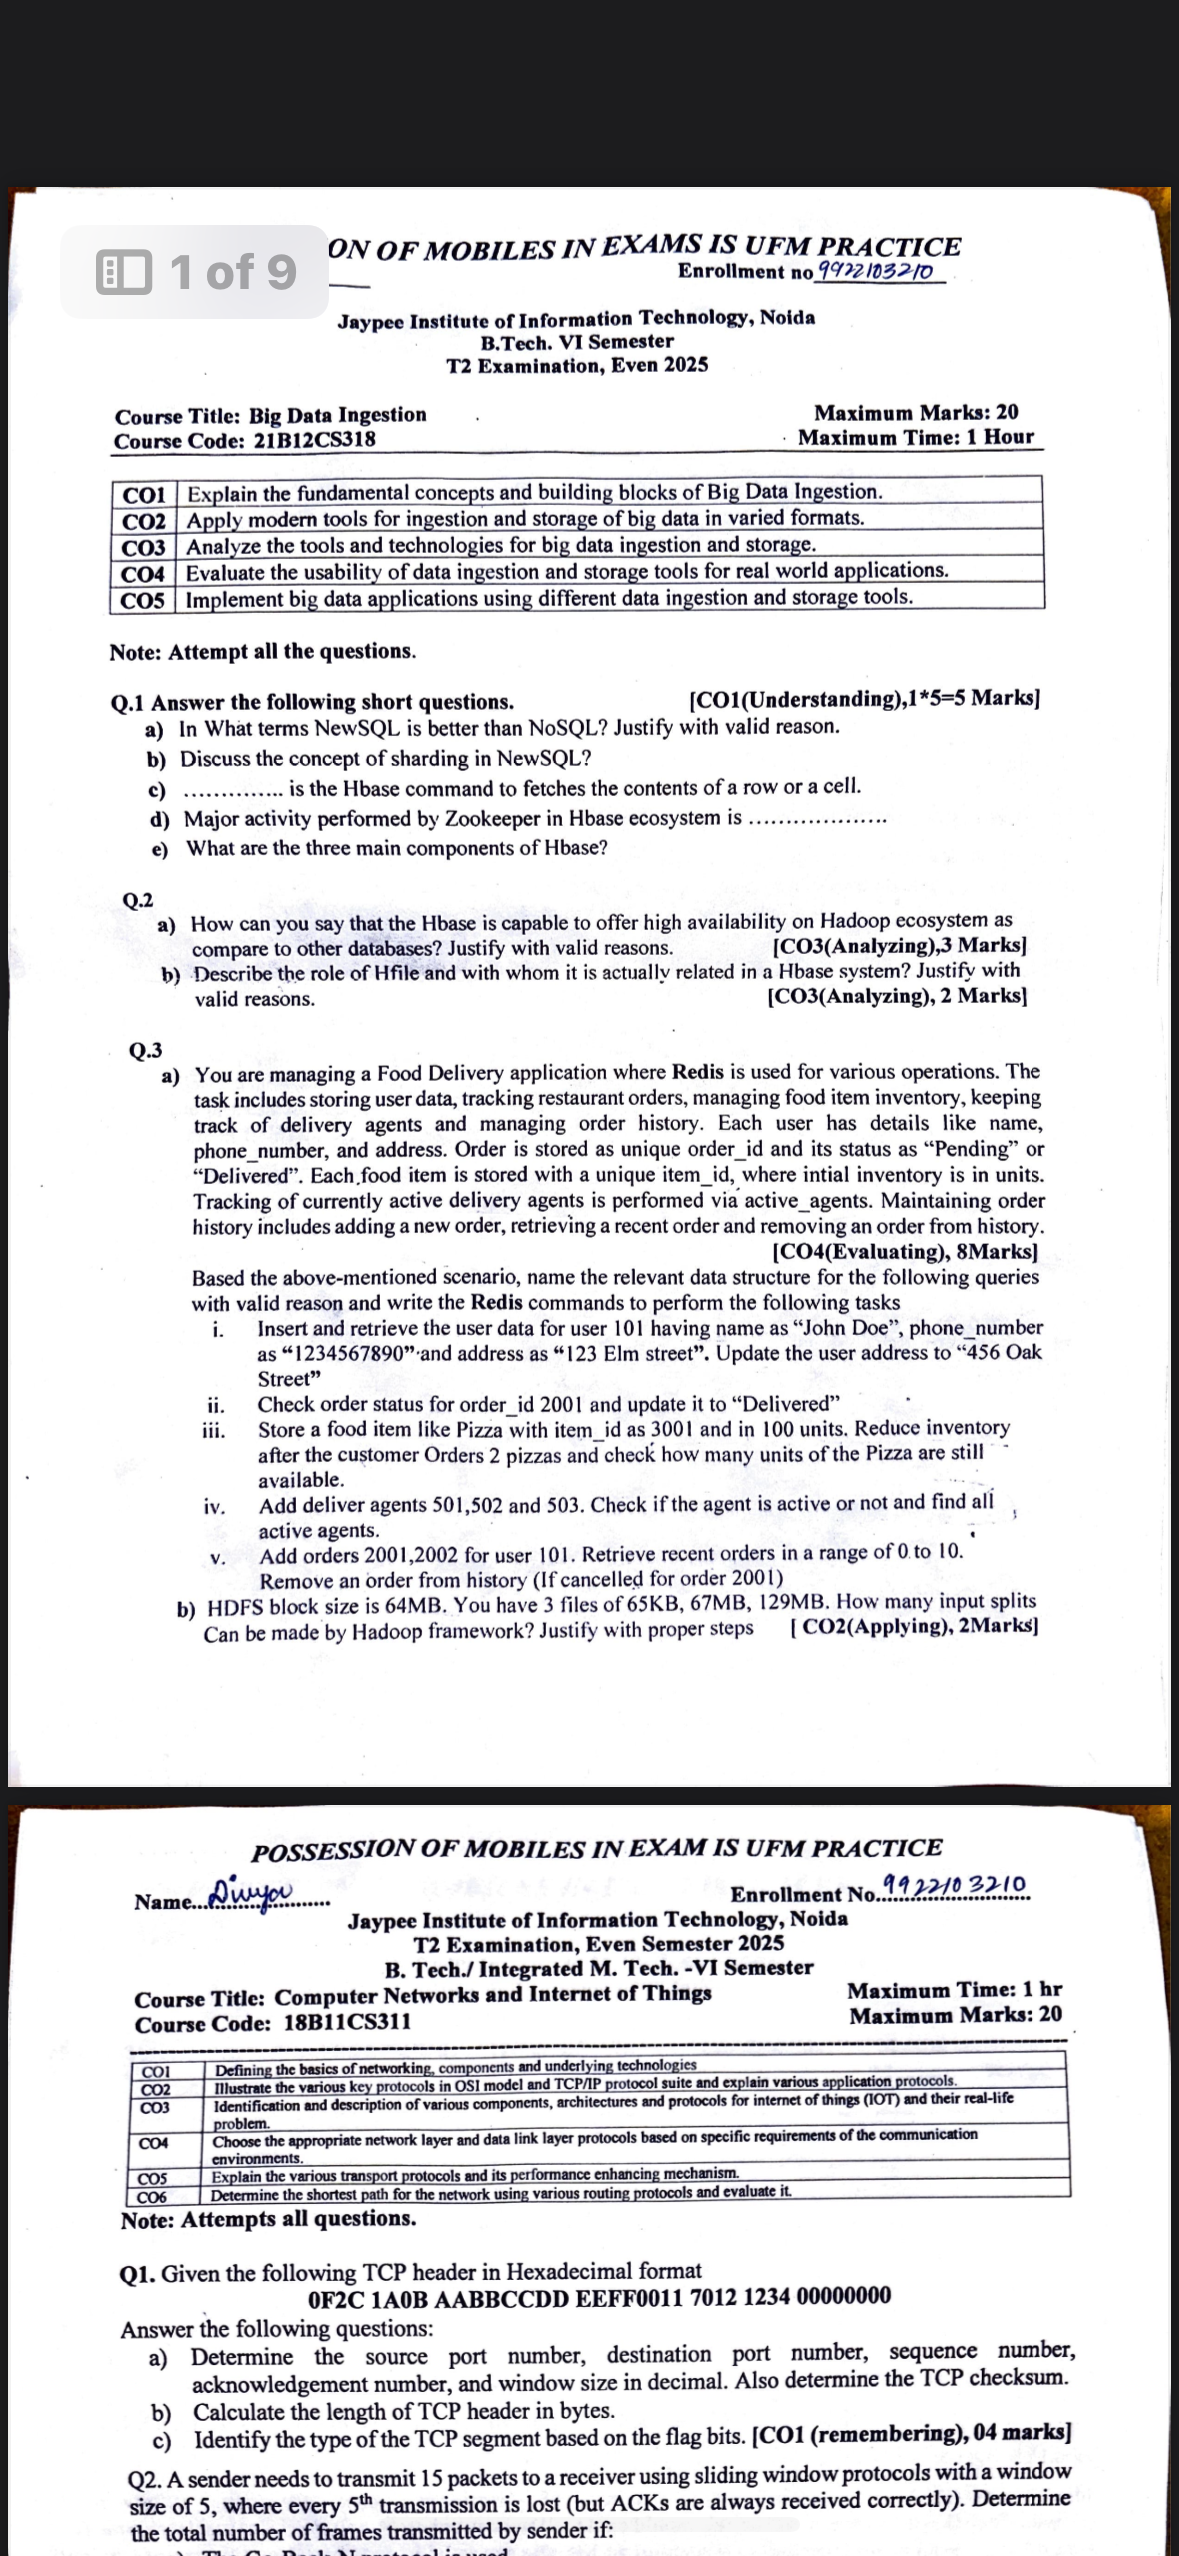 1 of 9
ON OF MOBILES IN EXAMS IS UFM PRACTICE
Enrollment no 9922103210
Jaypee Institute of Information Technology, Noida
B.Tech. VI Semester
T2 Examination, Even 2025
Course Title: Big Data Ingestion
Maximum Marks: 20
Course Code: 21B12CS318
Maximum Time: 1 Hour
CO1 Explain the fundamental concepts and building blocks of Big Data Ingestion.
CO2 Apply modern tools for ingestion and storage of big data in varied formats.
CO3 Analyze the tools and technologies for big data ingestion and storage.
CO4 Evaluate the usability of data ingestion and storage tools for real world applications.
CO5 Implement big data applications using different data ingestion and storage tools.
Note: Attempt all the questions.
Q.1 Answer the following short questions. [CO1(Understanding),1*5=5 Marks]
a) In What terms NewSQL is better than NoSQL? Justify with valid reason.
b) Discuss the concept of sharding in NewSQL?
c) .............. is the Hbase command to fetches the contents of a row or a cell.
d) Major activity performed by Zookeeper in Hbase ecosystem is ...................
e) What are the three main components of Hbase?
Q.2
a) How can you say that the Hbase is capable to offer high availability on Hadoop ecosystem as
compare to other databases? Justify with valid reasons. [CO3(Analyzing),3 Marks]
b) Describe the role of Hfile and with whom it is actually related in a Hbase system? Justify with
valid reasons. [CO3(Analyzing), 2 Marks]
Q.3
a) You are managing a Food Delivery application where Redis is used for various operations. The
task includes storing user data, tracking restaurant orders, managing food item inventory, keeping
track of delivery agents and managing order history. Each user has details like name,
phone_number, and address. Order is stored as unique order_id and its status as “Pending” or
“Delivered”. Each food item is stored with a unique item_id, where intial inventory is in units.
Tracking of currently active delivery agents is performed via active_agents. Maintaining order
history includes adding a new order, retrieving a recent order and removing an order from history.
[CO4(Evaluating), 8Marks]
Based the above-mentioned scenario, name the relevant data structure for the following queries
with valid reason and write the Redis commands to perform the following tasks
i. Insert and retrieve the user data for user 101 having name as “John Doe”, phone_number
as “1234567890” and address as “123 Elm street”. Update the user address to “456 Oak
Street”
ii. Check order status for order_id 2001 and update it to “Delivered”
iii. Store a food item like Pizza with item_id as 3001 and in 100 units. Reduce inventory
after the customer Orders 2 pizzas and check how many units of the Pizza are still
available.
iv. Add deliver agents 501,502 and 503. Check if the agent is active or not and find all
active agents.
v. Add orders 2001,2002 for user 101. Retrieve recent orders in a range of 0 to 10.
Remove an order from history (If cancelled for order 2001)
b) HDFS block size is 64MB. You have 3 files of 65KB, 67MB, 129MB. How many input splits
Can be made by Hadoop framework? Justify with proper steps [ CO2(Applying), 2Marks]
POSSESSION OF MOBILES IN EXAM IS UFM PRACTICE
Name... ............ Enrollment No..9922103210
Jaypee Institute of Information Technology, Noida
T2 Examination, Even Semester 2025
B. Tech./ Integrated M. Tech. -VI Semester
Course Title: Computer Networks and Internet of Things
Maximum Time: 1 hr
Course Code: 18B11CS311
Maximum Marks: 20
CO1 Defining the basics of networking, components and underlying technologies
CO2 Illustrate the various key protocols in OSI model and TCP/IP protocol suite and explain various application protocols.
CO3 Identification and description of various components, architectures and protocols for internet of things (IOT) and their real-life
problem.
CO4 Choose the appropriate network layer and data link layer protocols based on specific requirements of the communication
environments.
CO5 Explain the various transport protocols and its performance enhancing mechanism.
CO6 Determine the shortest path for the network using various routing protocols and evaluate it.
Note: Attempts all questions.
Q1. Given the following TCP header in Hexadecimal format
0F2C 1A0B AABBCCDD EEFF0011 7012 1234 00000000
Answer the following questions:
a) Determine the source port number, destination port number, sequence number,
acknowledgement number, and window size in decimal. Also determine the TCP checksum.
b) Calculate the length of TCP header in bytes.
c) Identify the type of the TCP segment based on the flag bits. [CO1 (remembering), 04 marks]
Q2. A sender needs to transmit 15 packets to a receiver using sliding window protocols with a window
size of 5, where every 5th transmission is lost (but ACKs are always received correctly). Determine
the total number of frames transmitted by sender if: